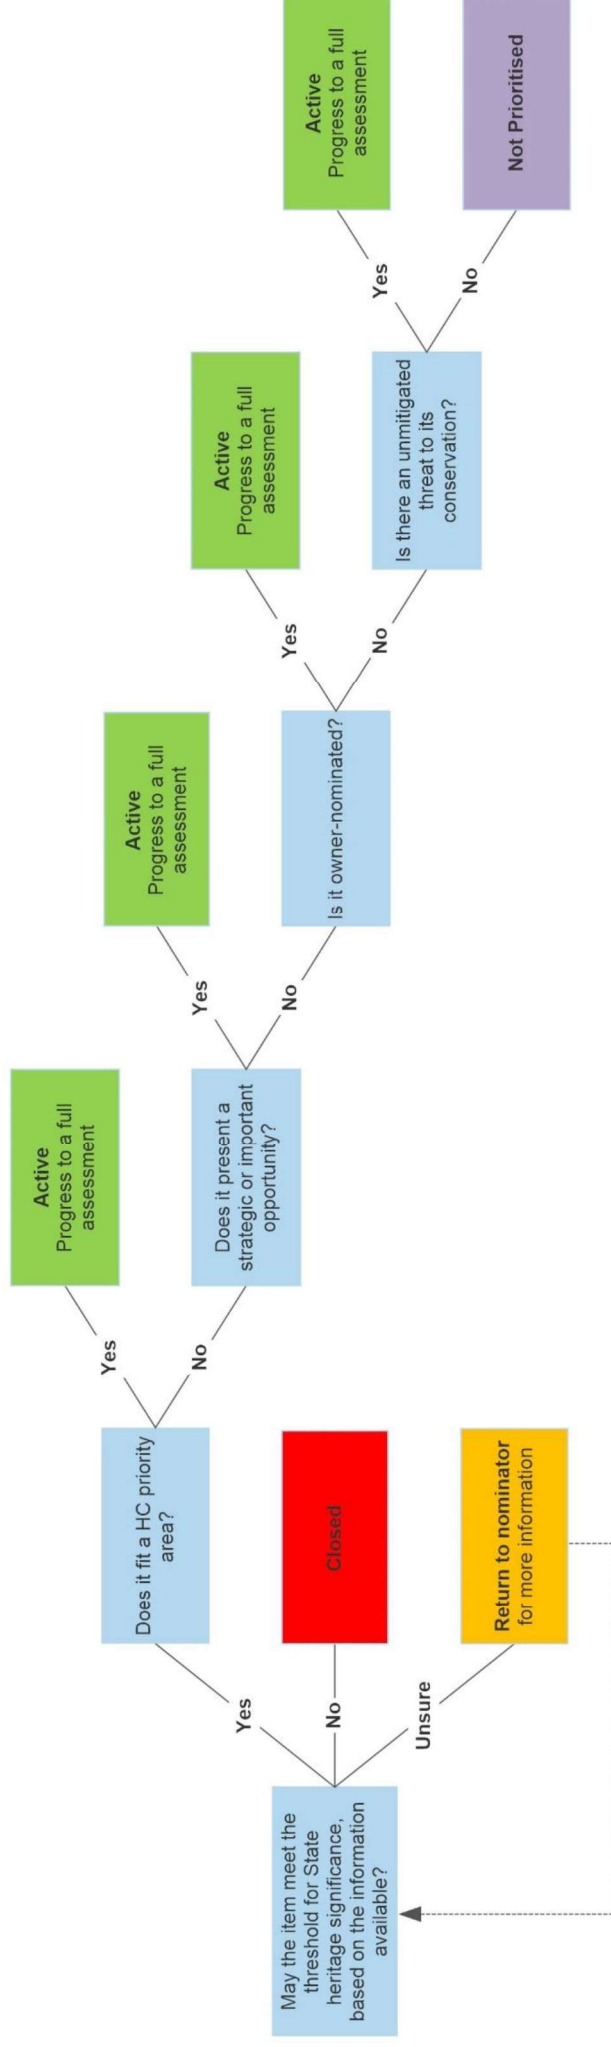 May the item meet the
threshold for State
heritage significance,
based on the information
available?
Yes
No
Unsure
Does it fit a HC priority
area?
Closed
Return to nominator
for more information
Yes
No
Active
Progress to a full
assessment
Does it present a
strategic or important
opportunity?
Yes
No
Active
Progress to a full
assessment
Is it owner-nominated?
Yes
No
Active
Progress to a full
assessment
Is there an unmitigated
threat to its
conservation?
Yes
No
Active
Progress to a full
assessment
Not Prioritised